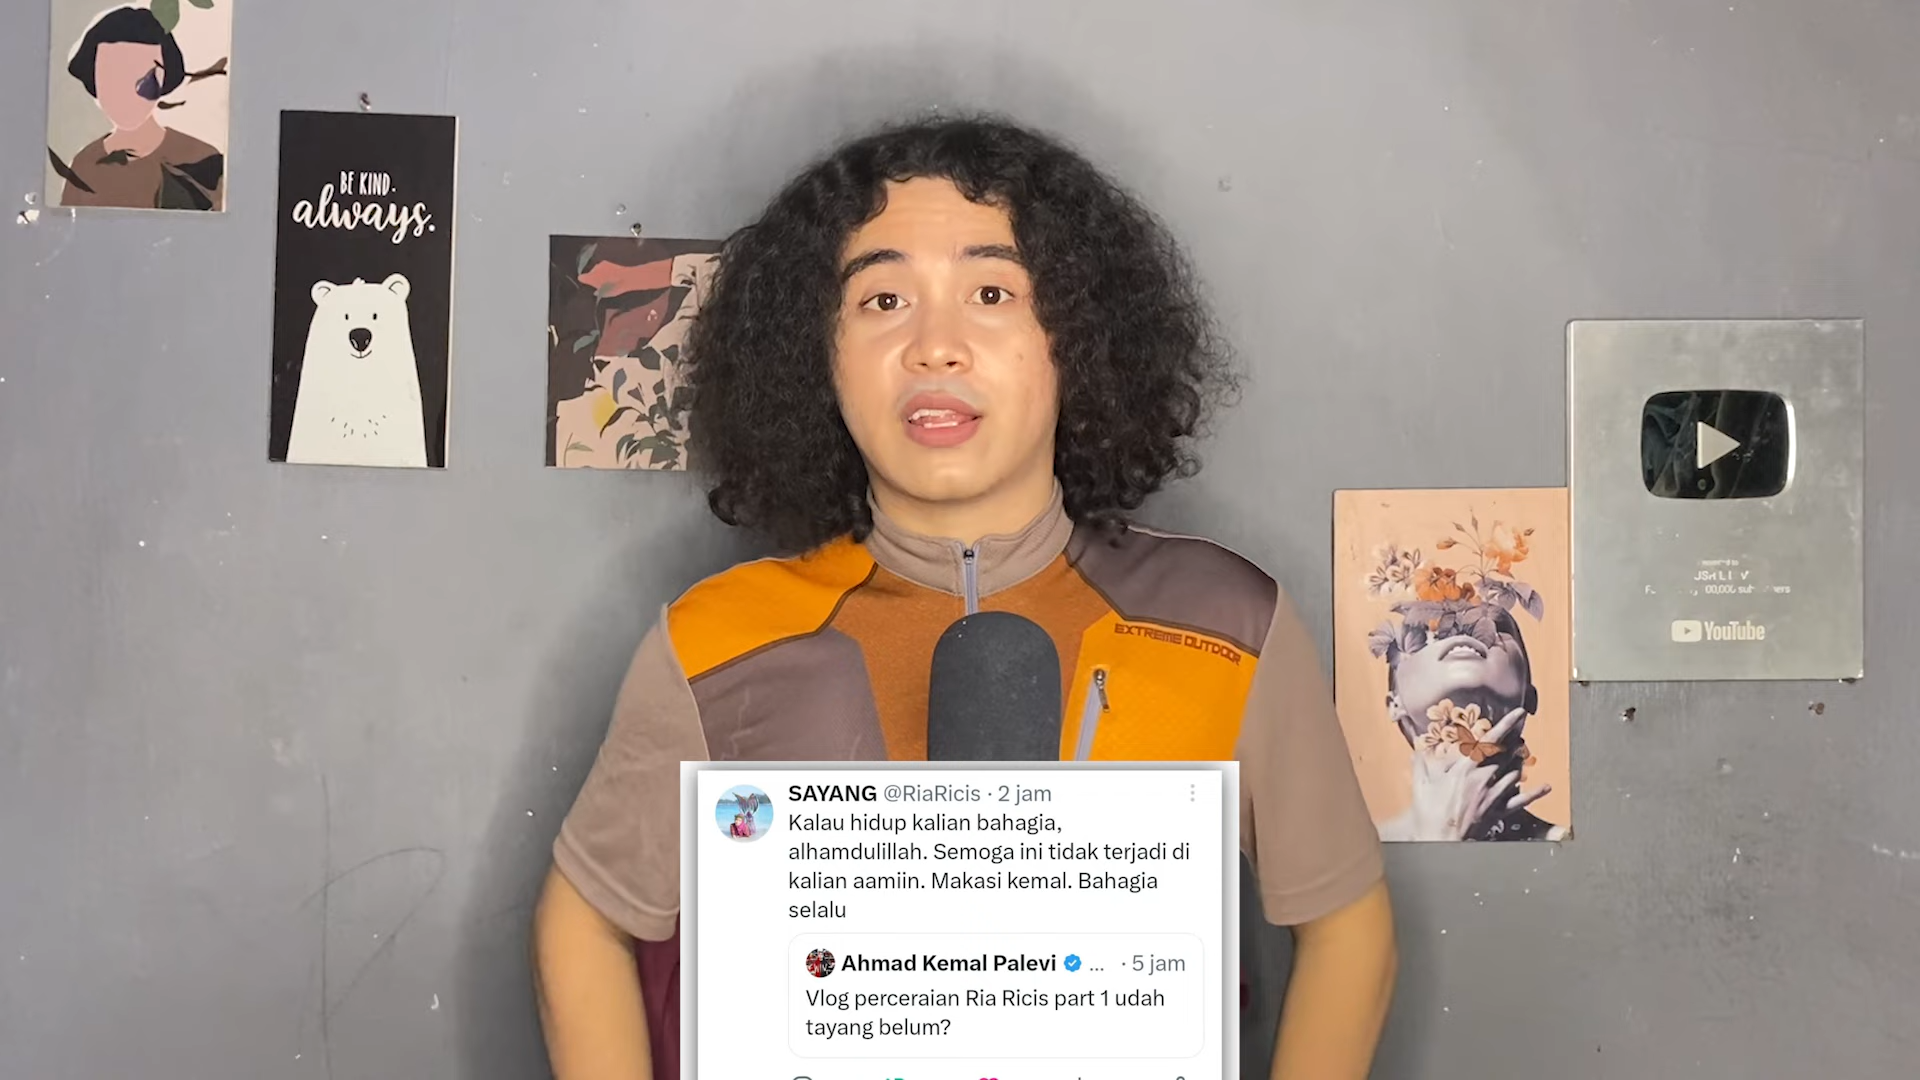 BE KIND.
always.
EXTREME OUTDOOR
YouTube
SAYANG @RiaRicis · 2 jam
Kalau hidup kalian bahagia,
alhamdulillah. Semoga ini tidak terjadi di
kalian aamiin. Makasi kemal. Bahagia
selalu
Ahmad Kemal Palevi ... · 5 jam
Vlog perceraian Ria Ricis part 1 udah
tayang belum?